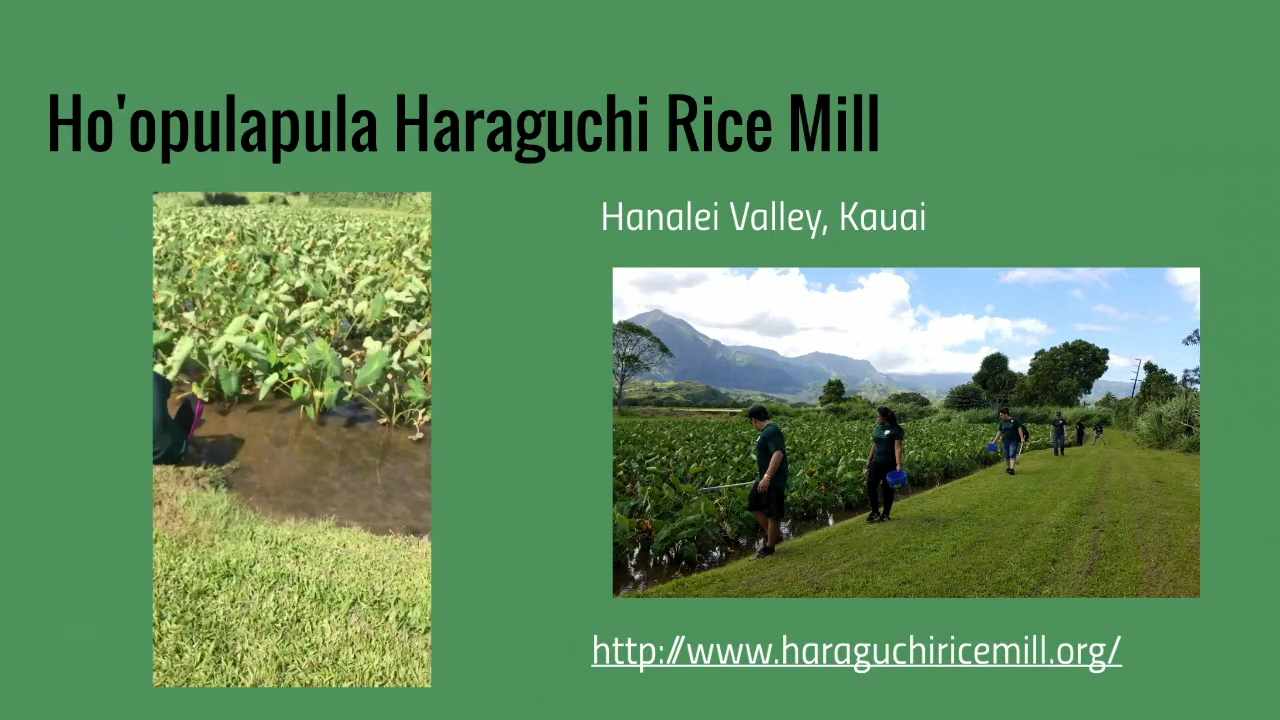 Ho'opulapula Haraguchi Rice Mill
Hanalei Valley, Kauai
http://www.haraguchiricemill.org/